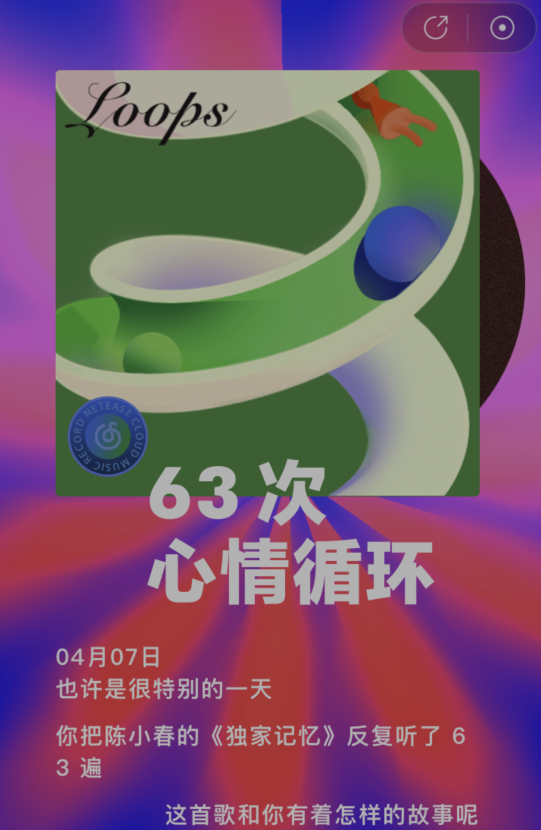 Loops
NETEASE CLOUD MUSIC RECORD
63次
心情循环
04月07日
也许是很特别的一天
你把陈小春的《独家记忆》反复听了 6
3 遍
这首歌和你有着怎样的故事呢